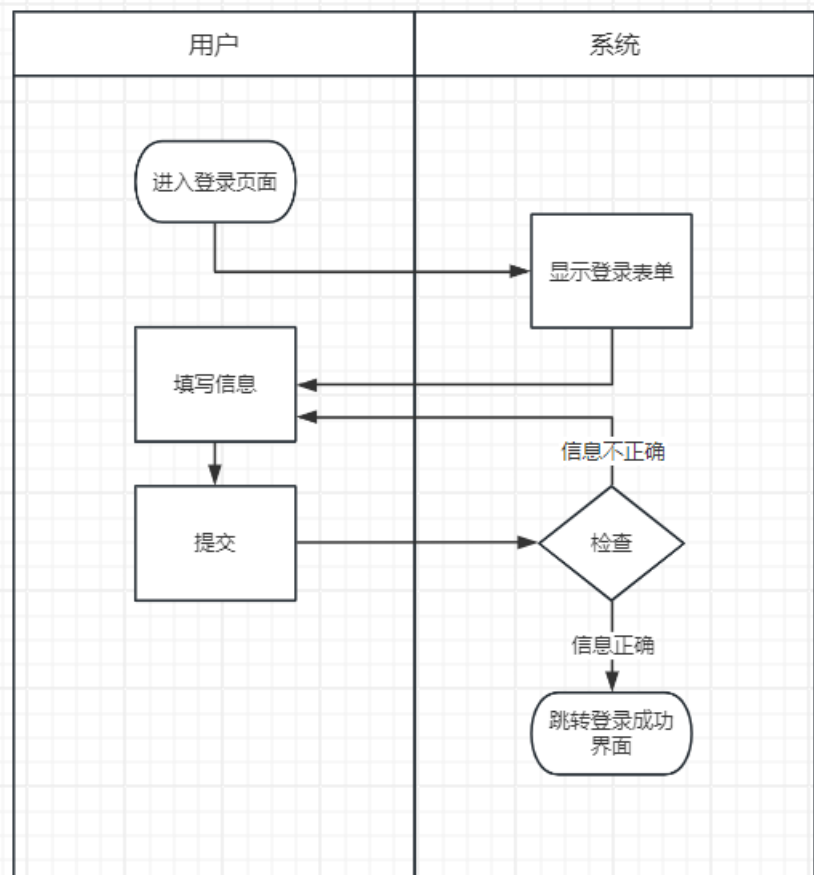 用户
系统
进入登录页面
显示登录表单
填写信息
信息不正确
提交
检查
信息正确
跳转登录成功
界面